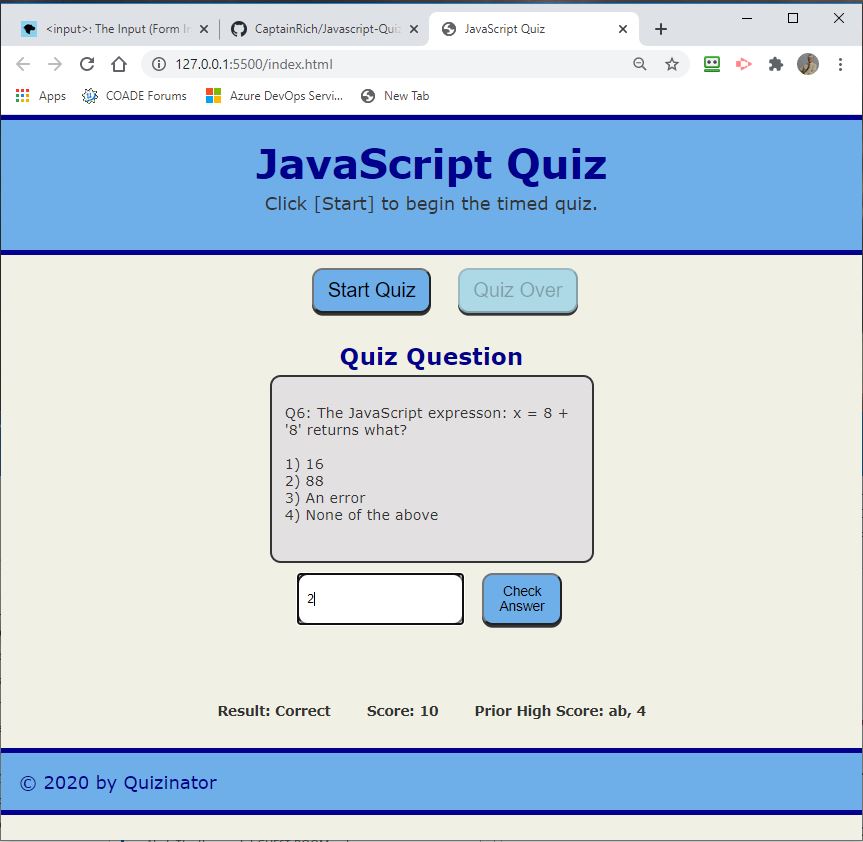 <input>: The Input (Form In
CaptainRich/Javascript-Quiz
JavaScript Quiz
127.0.0.1:5500/index.html
Apps
COADE Forums
Azure DevOps Servi...
New Tab
JavaScript Quiz
Click [Start] to begin the timed quiz.
Start Quiz
Quiz Over
Quiz Question
Q6: The JavaScript expresson: x = 8 +
'8' returns what?
1) 16
2) 88
3) An error
4) None of the above
2
Check
Answer
Result: Correct
Score: 10
Prior High Score: ab, 4
© 2020 by Quizinator